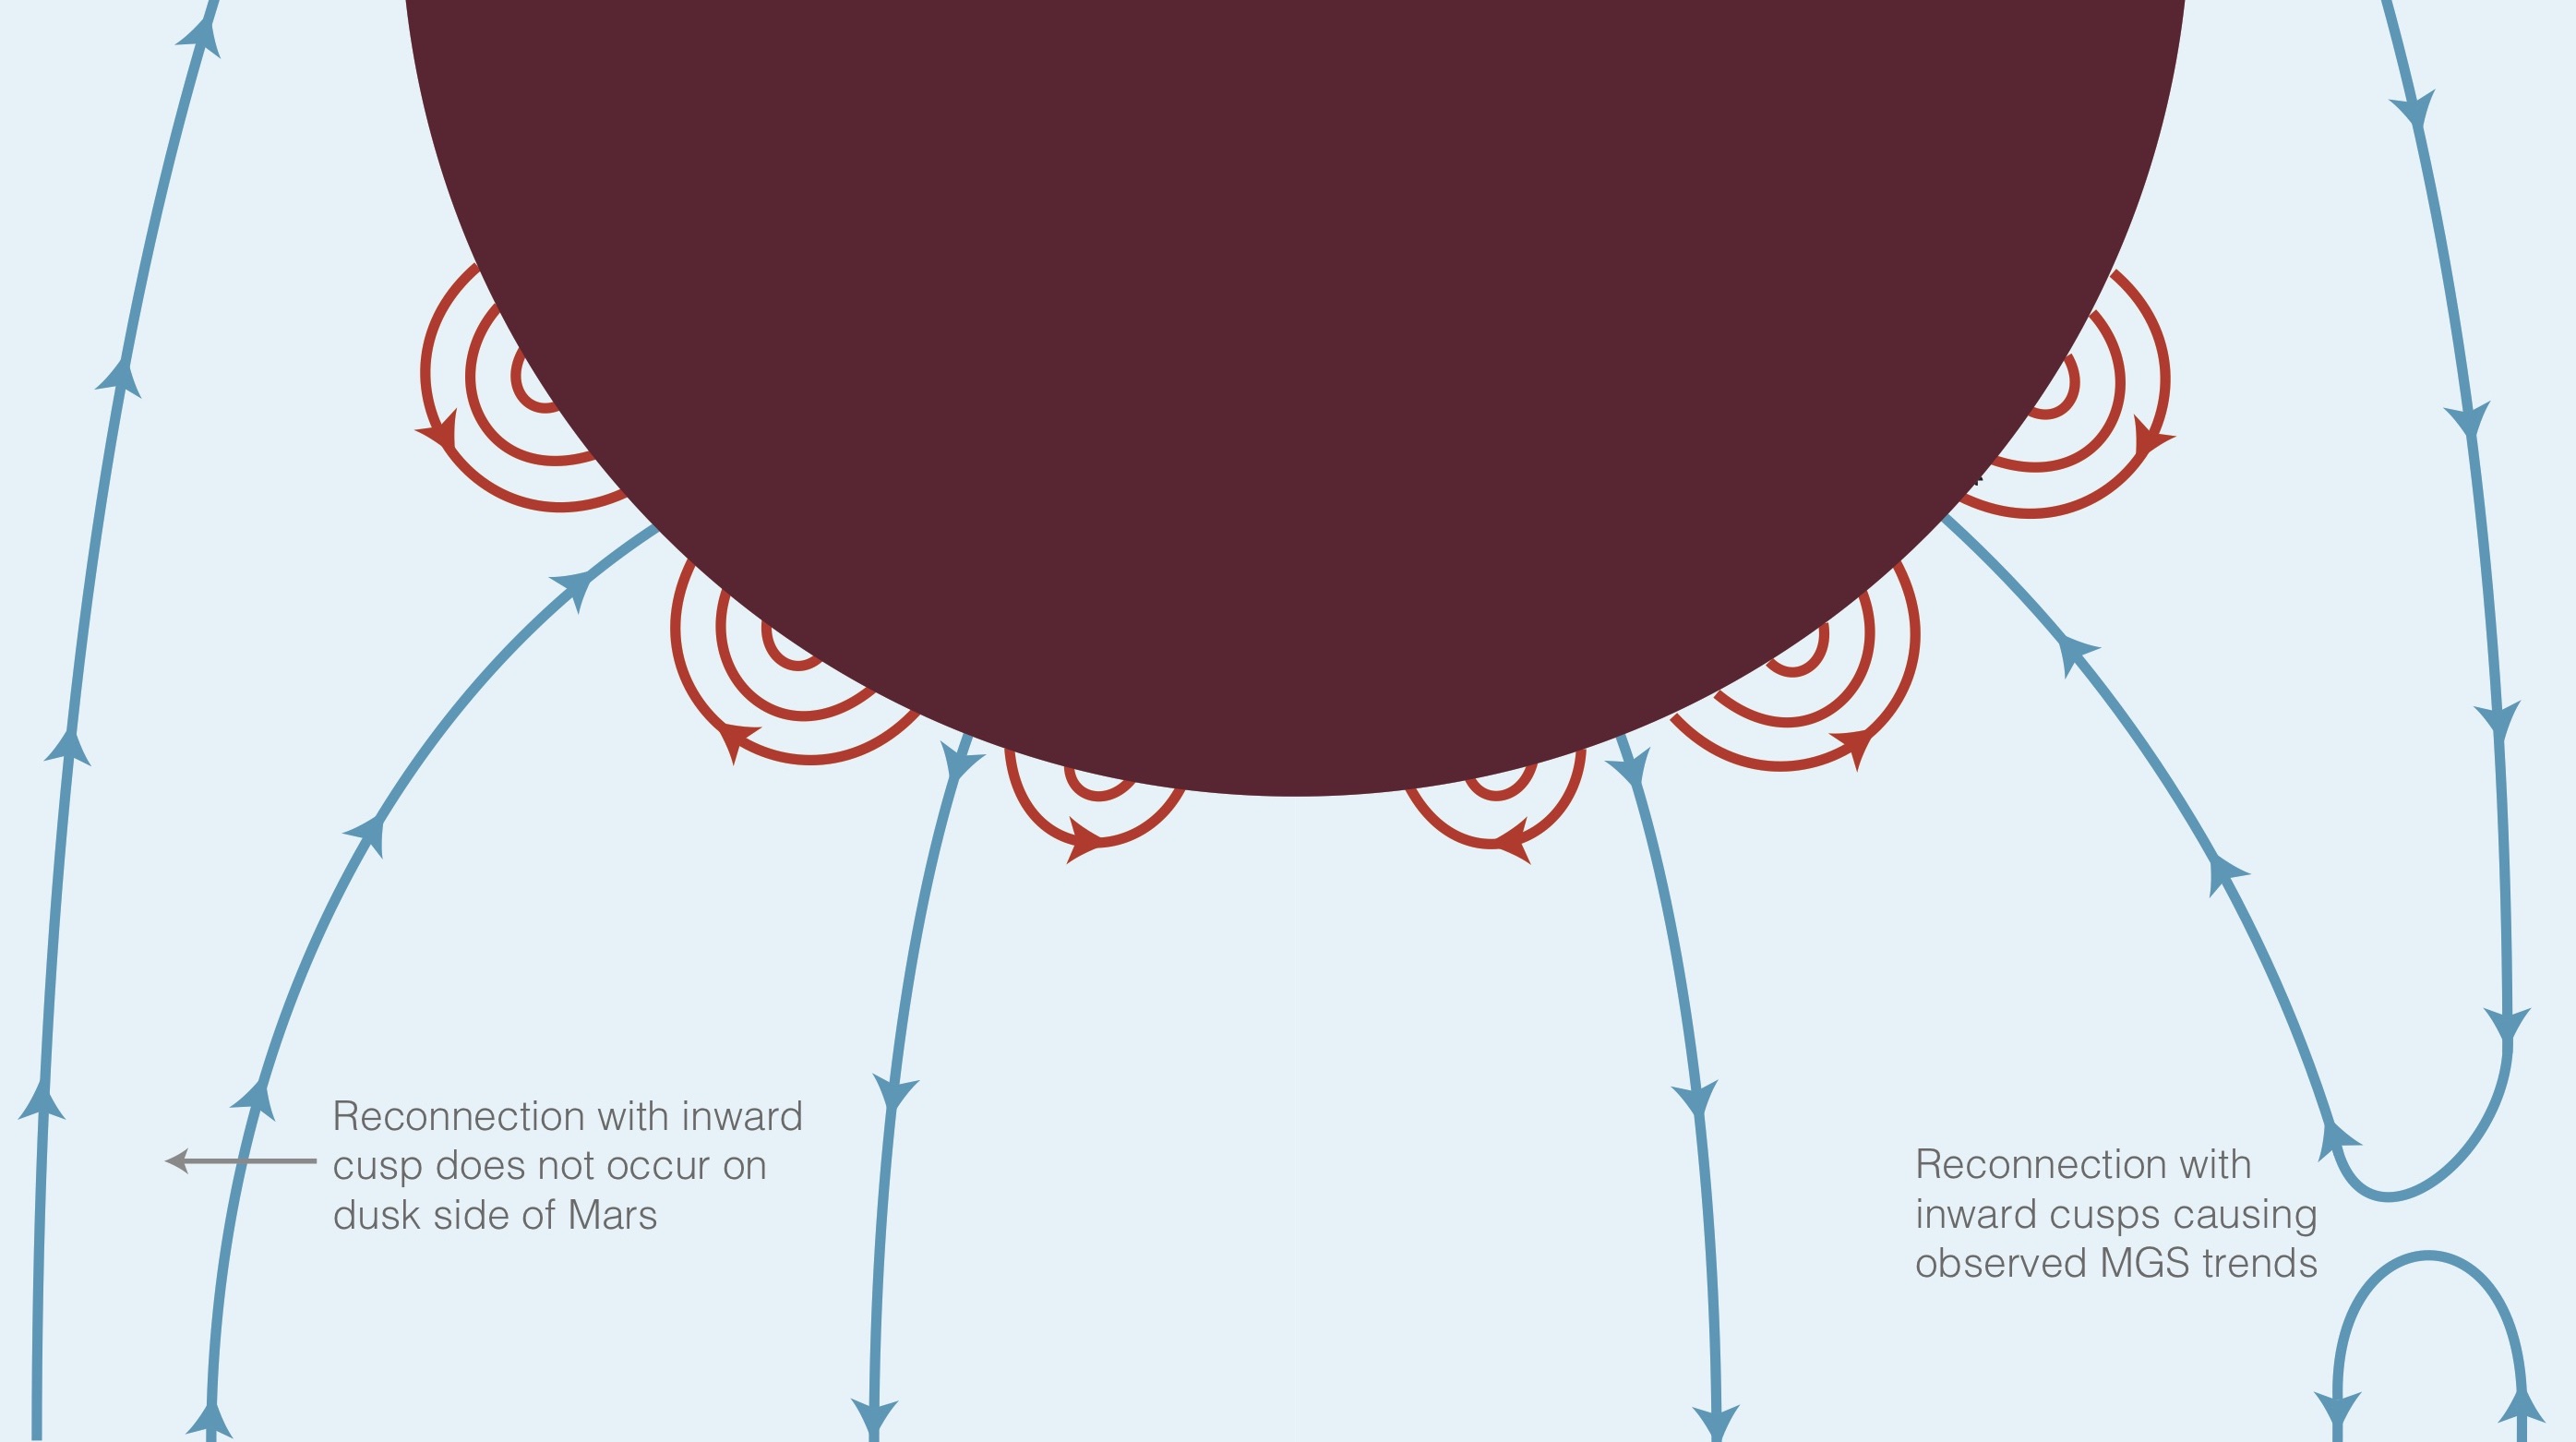 Reconnection with inward
cusp does not occur on
dusk side of Mars
Reconnection with
inward cusps causing
observed MGS trends